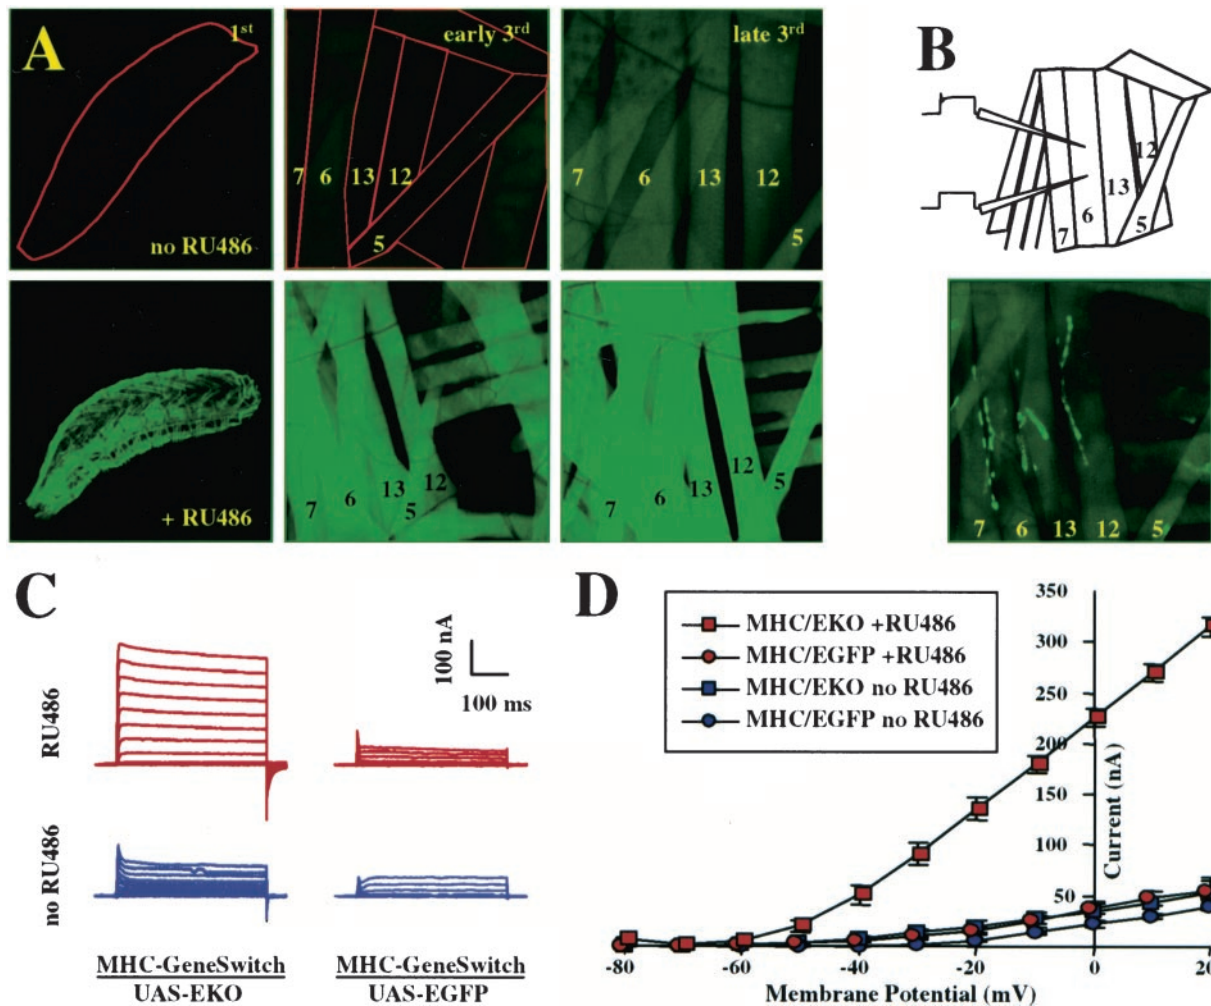 A
1st
no RU486
early 3rd
7 6 13 12
5
late 3rd
7 6 13 12
5
+ RU486
7 6 13 12
5
7 6 13 12 5
B
12
13
6
7
5
7 6 13 12 5
C
RU486
no RU486
100 nA
100 ms
MHC-GeneSwitch
UAS-EKO
MHC-GeneSwitch
UAS-EGFP
D
MHC/EKO +RU486
MHC/EGFP +RU486
MHC/EKO no RU486
MHC/EGFP no RU486
350
300
250
200
150
100
50
Current (nA)
-80 -60 -40 -20 0 20
Membrane Potential (mV)